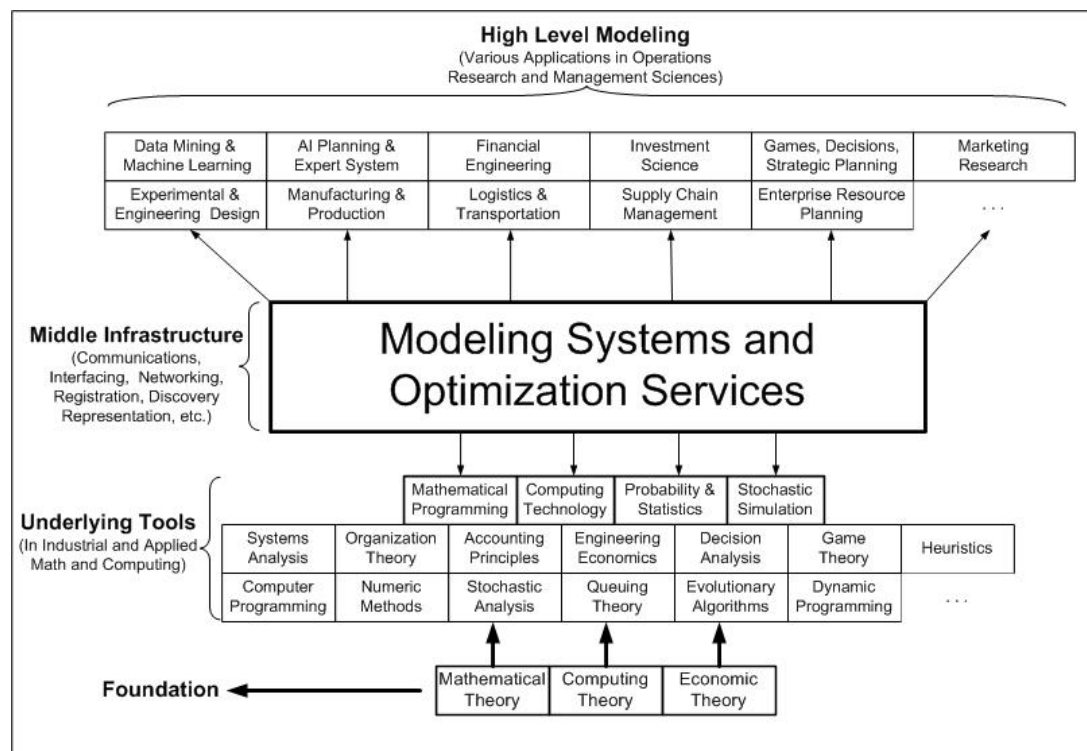 High Level Modeling
(Various Applications in Operations
Research and Management Sciences)
Data Mining &
Machine Learning
AI Planning &
Expert System
Financial
Engineering
Investment
Science
Games, Decisions,
Strategic Planning
Marketing
Research
Experimental &
Engineering Design
Manufacturing &
Production
Logistics &
Transportation
Supply Chain
Management
Enterprise Resource
Planning
. . .
Middle Infrastructure
(Communications,
Interfacing, Networking,
Registration, Discovery
Representation, etc.)
Modeling Systems and
Optimization Services
Underlying Tools
(In Industrial and Applied
Math and Computing)
Mathematical
Programming
Computing
Technology
Probability &
Statistics
Stochastic
Simulation
Systems
Analysis
Organization
Theory
Accounting
Principles
Engineering
Economics
Decision
Analysis
Game
Theory
Heuristics
Computer
Programming
Numeric
Methods
Stochastic
Analysis
Queuing
Theory
Evolutionary
Algorithms
Dynamic
Programming
. . .
Foundation
Mathematical
Theory
Computing
Theory
Economic
Theory